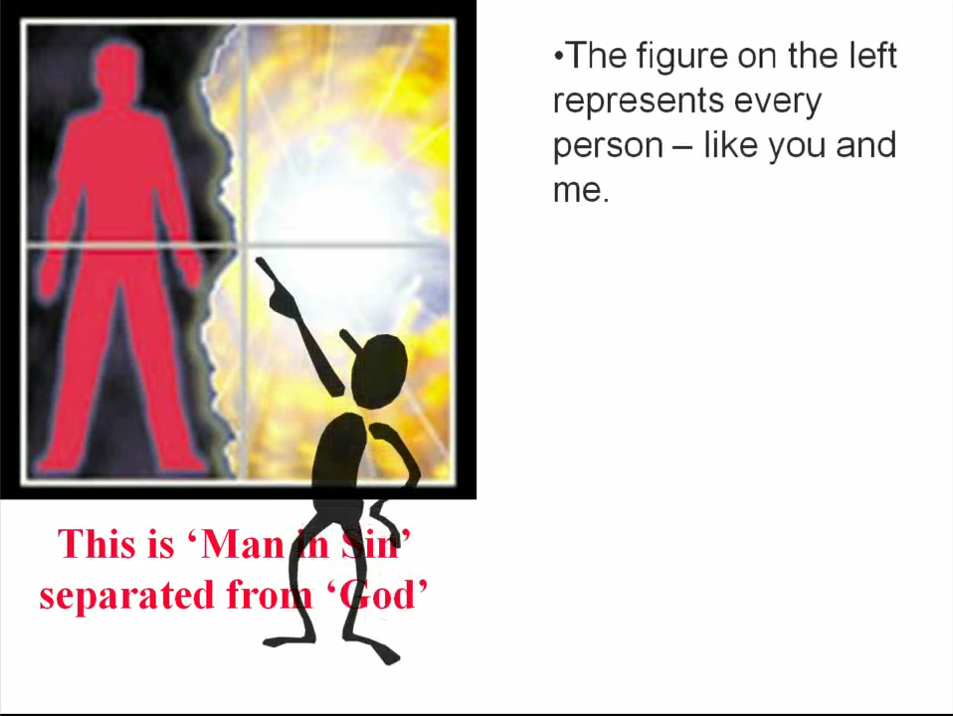 •The figure on the left
represents every
person – like you and
me.
This is ‘Man in Sin’
separated from ‘God’